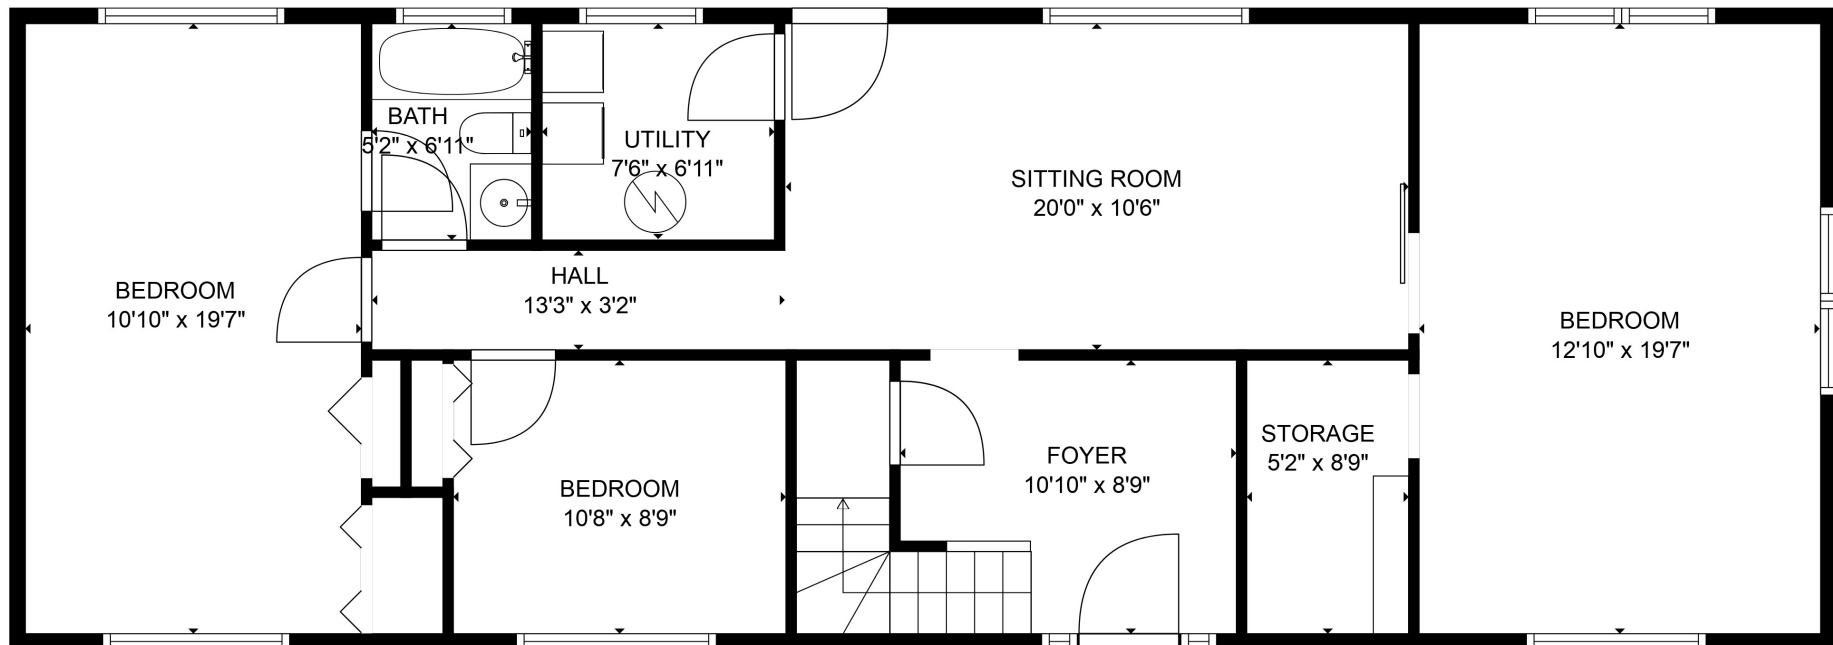 BATH
5'2" x 6'11"
UTILITY
7'6" x 6'11"
SITTING ROOM
20'0" x 10'6"
HALL
13'3" x 3'2"
BEDROOM
10'10" x 19'7"
BEDROOM
12'10" x 19'7"
STORAGE
5'2" x 8'9"
FOYER
10'10" x 8'9"
BEDROOM
10'8" x 8'9"